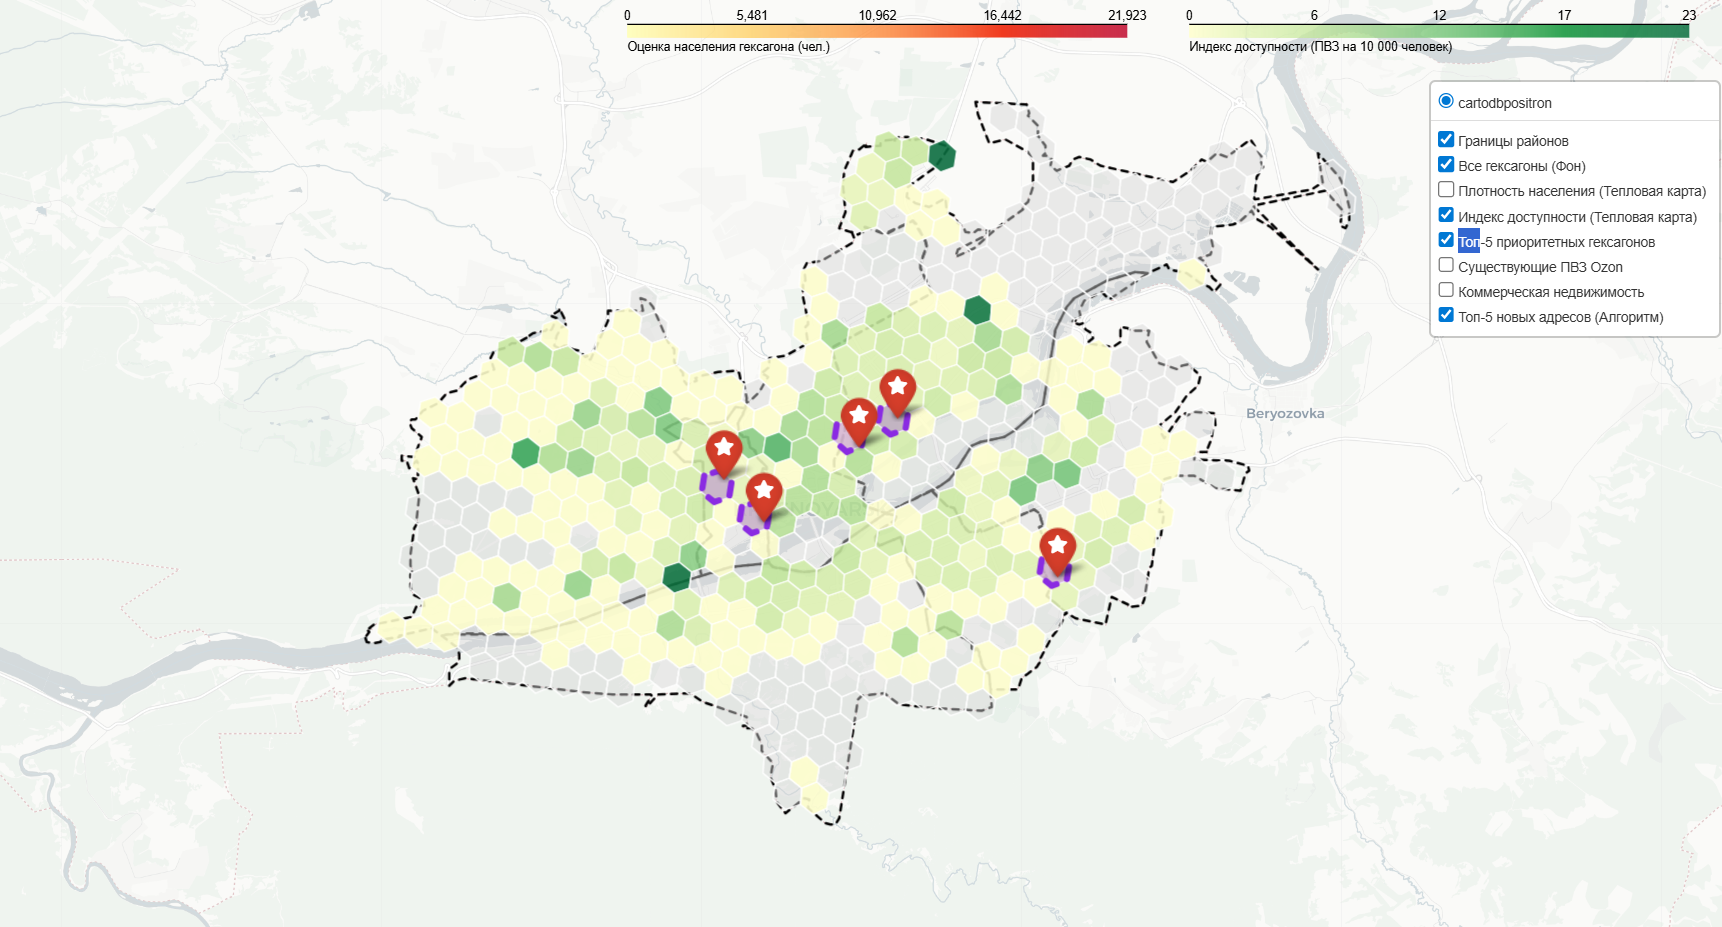 0 5,481 10,962 16,442 21,923
Оценка населения гексагона (чел.)
0 6 12 17 23
Индекс доступности (ПВЗ на 10 000 человек)
cartodbpositron
Границы районов
Все гексагоны (Фон)
Плотность населения (Тепловая карта)
Индекс доступности (Тепловая карта)
Топ-5 приоритетных гексагонов
Существующие ПВЗ Ozon
Коммерческая недвижимость
Топ-5 новых адресов (Алгоритм)
Beryozovka